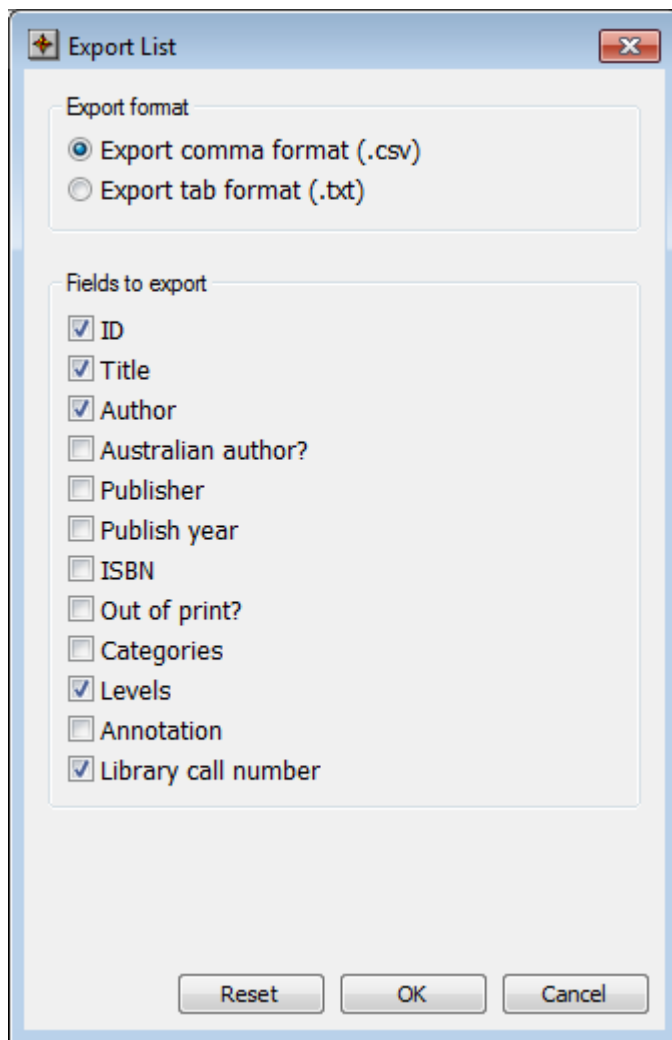 Export List
Export format
Export comma format (.csv)
Export tab format (.txt)
Fields to export
ID
Title
Author
Australian author?
Publisher
Publish year
ISBN
Out of print?
Categories
Levels
Annotation
Library call number
Reset OK Cancel